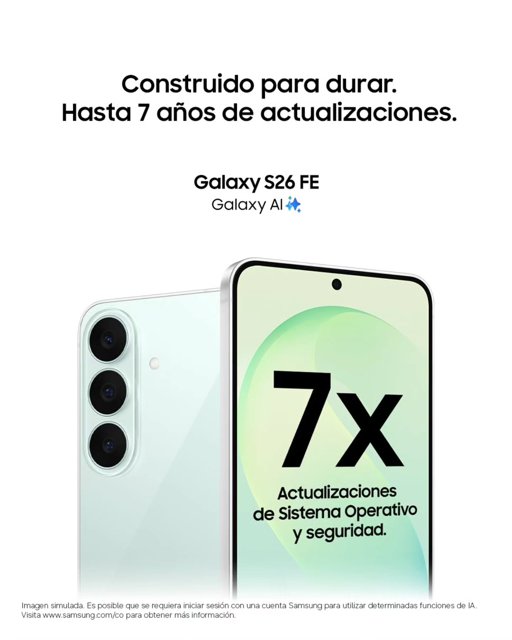 Construido para durar.
Hasta 7 años de actualizaciones.
Galaxy S26 FE
Galaxy AI
7x
Actualizaciones
de Sistema Operativo
y seguridad.
Imagen simulada. Es posible que se requiera iniciar sesión con una cuenta Samsung para utilizar determinadas funciones de IA.
Visita www.samsung.com/co para obtener más información.